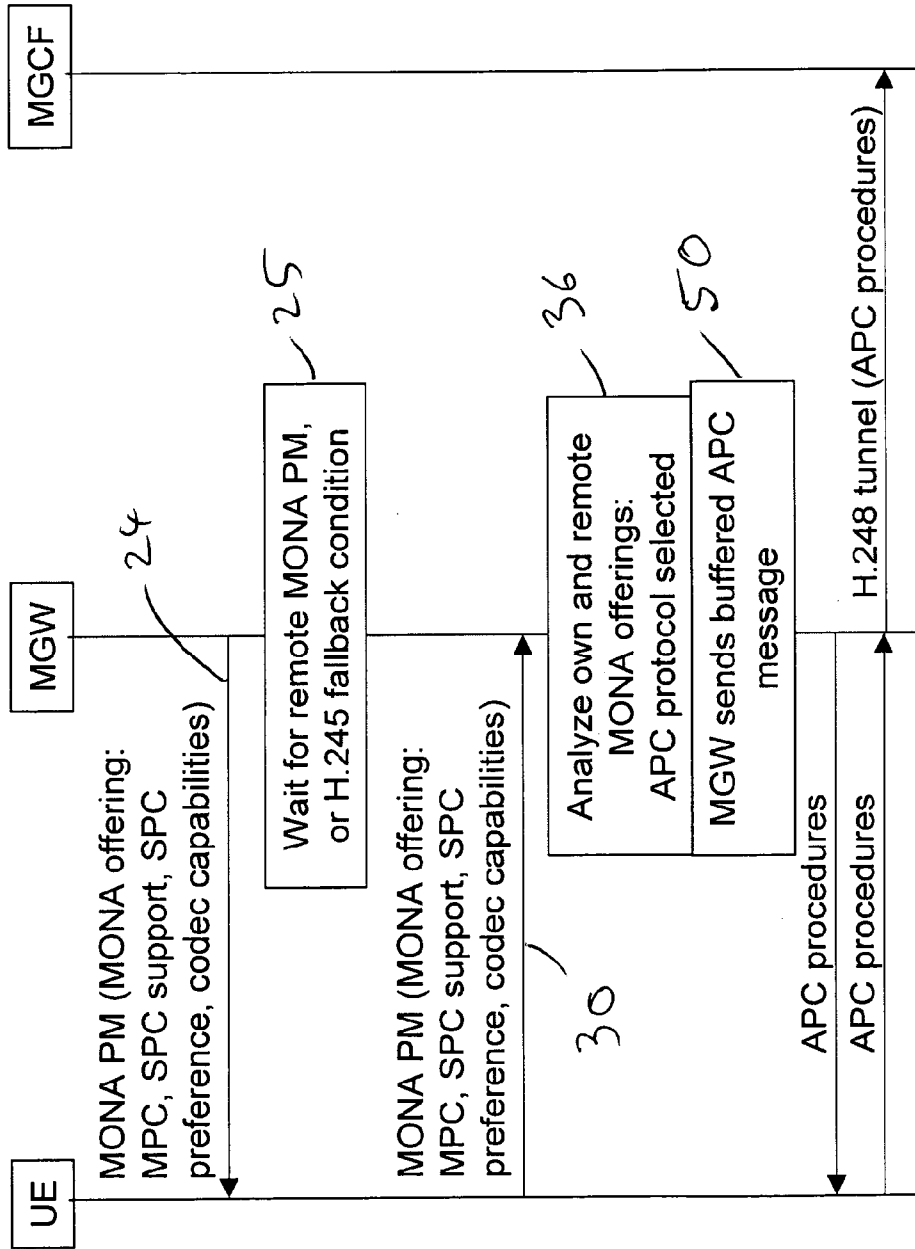 UE
MGW
MGCF
MONA PM (MONA offering:
MPC, SPC support, SPC
preference, codec capabilities)
24
Wait for remote MONA PM,
or H.245 fallback condition
25
MONA PM (MONA offering:
MPC, SPC support, SPC
preference, codec capabilities)
30
Analyze own and remote
MONA offerings:
APC protocol selected
36
MGW sends buffered APC
message
50
APC procedures
APC procedures
H.248 tunnel (APC procedures)